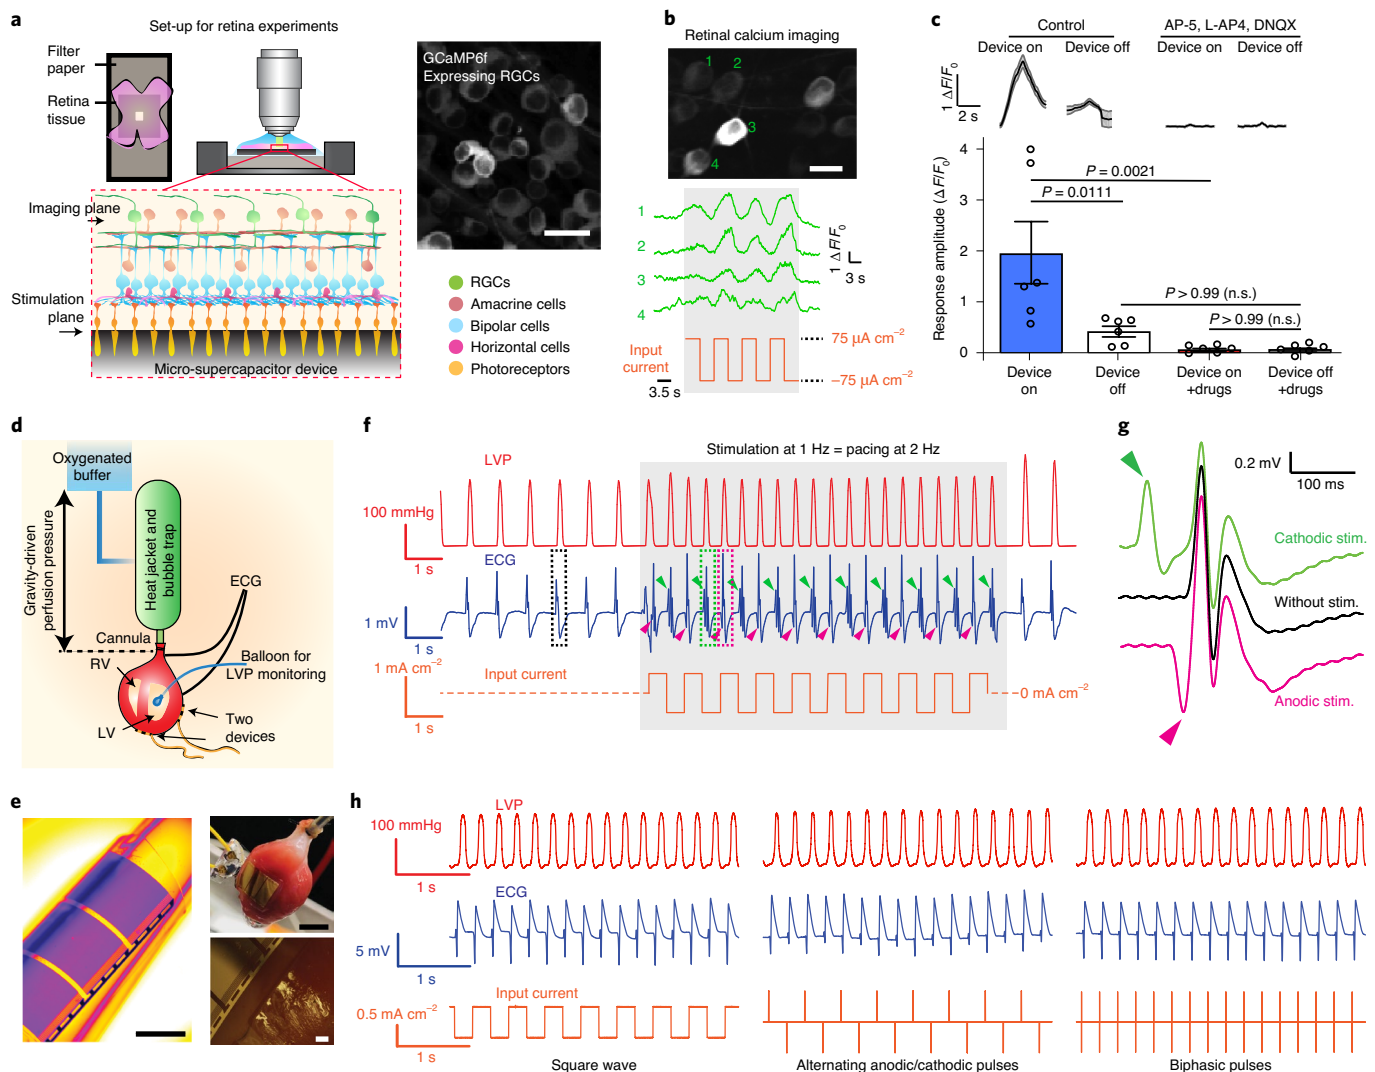 a
Set-up for retina experiments
Filter
paper
Retina
tissue
GCaMP6f
Expressing RGCs
Imaging plane
Stimulation
plane
Micro-supercapacitor device
RGCs
Amacrine cells
Bipolar cells
Horizontal cells
Photoreceptors
b
Retinal calcium imaging
1
2
3
4
1
2
3
4
1 ΔF/F0
3 s
Input
current
3.5 s
75 µA cm−2
−75 µA cm−2
c
Control
AP-5, L-AP4, DNQX
Device on
Device off
Device on
Device off
1 ΔF/F0
2 s
Response amplitude (ΔF/F0)
4
3
2
1
0
P = 0.0021
P = 0.0111
P > 0.99 (n.s.)
P > 0.99 (n.s.)
Device
on
Device
off
Device on
+drugs
Device off
+drugs
d
Oxygenated
buffer
Gravity-driven
perfusion pressure
Heat jacket and
bubble trap
ECG
Cannula
RV
Balloon for
LVP monitoring
LV
Two
devices
e
f
Stimulation at 1 Hz = pacing at 2 Hz
LVP
100 mmHg
1 s
ECG
1 mV
1 s
1 mA cm−2
Input current
0 mA cm−2
1 s
g
0.2 mV
100 ms
Cathodic stim.
Without stim.
Anodic stim.
h
LVP
100 mmHg
1 s
ECG
5 mV
1 s
Input current
0.5 mA cm−2
1 s
Square wave
Alternating anodic/cathodic pulses
Biphasic pulses